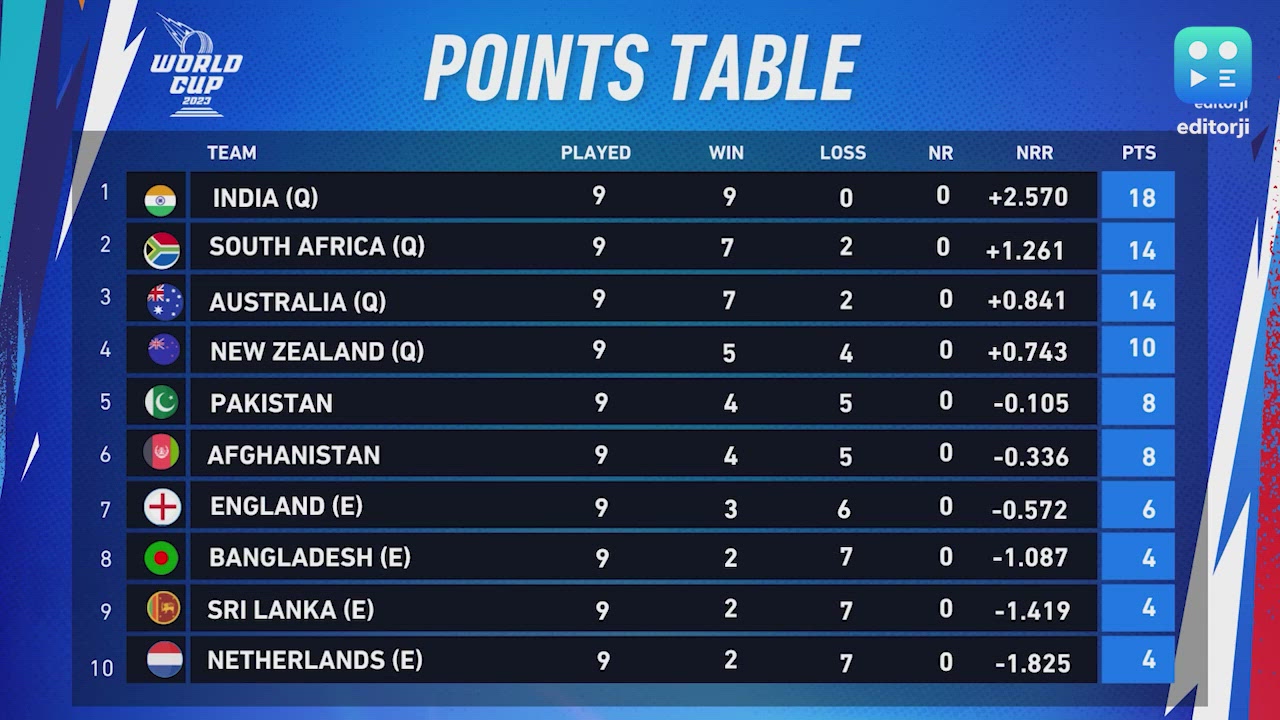 WORLD
CUP
2023
POINTS TABLE
editorji
editorji
TEAM PLAYED WIN LOSS NR NRR PTS
1 INDIA (Q) 9 9 0 0 +2.570 18
2 SOUTH AFRICA (Q) 9 7 2 0 +1.261 14
3 AUSTRALIA (Q) 9 7 2 0 +0.841 14
4 NEW ZEALAND (Q) 9 5 4 0 +0.743 10
5 PAKISTAN 9 4 5 0 -0.105 8
6 AFGHANISTAN 9 4 5 0 -0.336 8
7 ENGLAND (E) 9 3 6 0 -0.572 6
8 BANGLADESH (E) 9 2 7 0 -1.087 4
9 SRI LANKA (E) 9 2 7 0 -1.419 4
10 NETHERLANDS (E) 9 2 7 0 -1.825 4